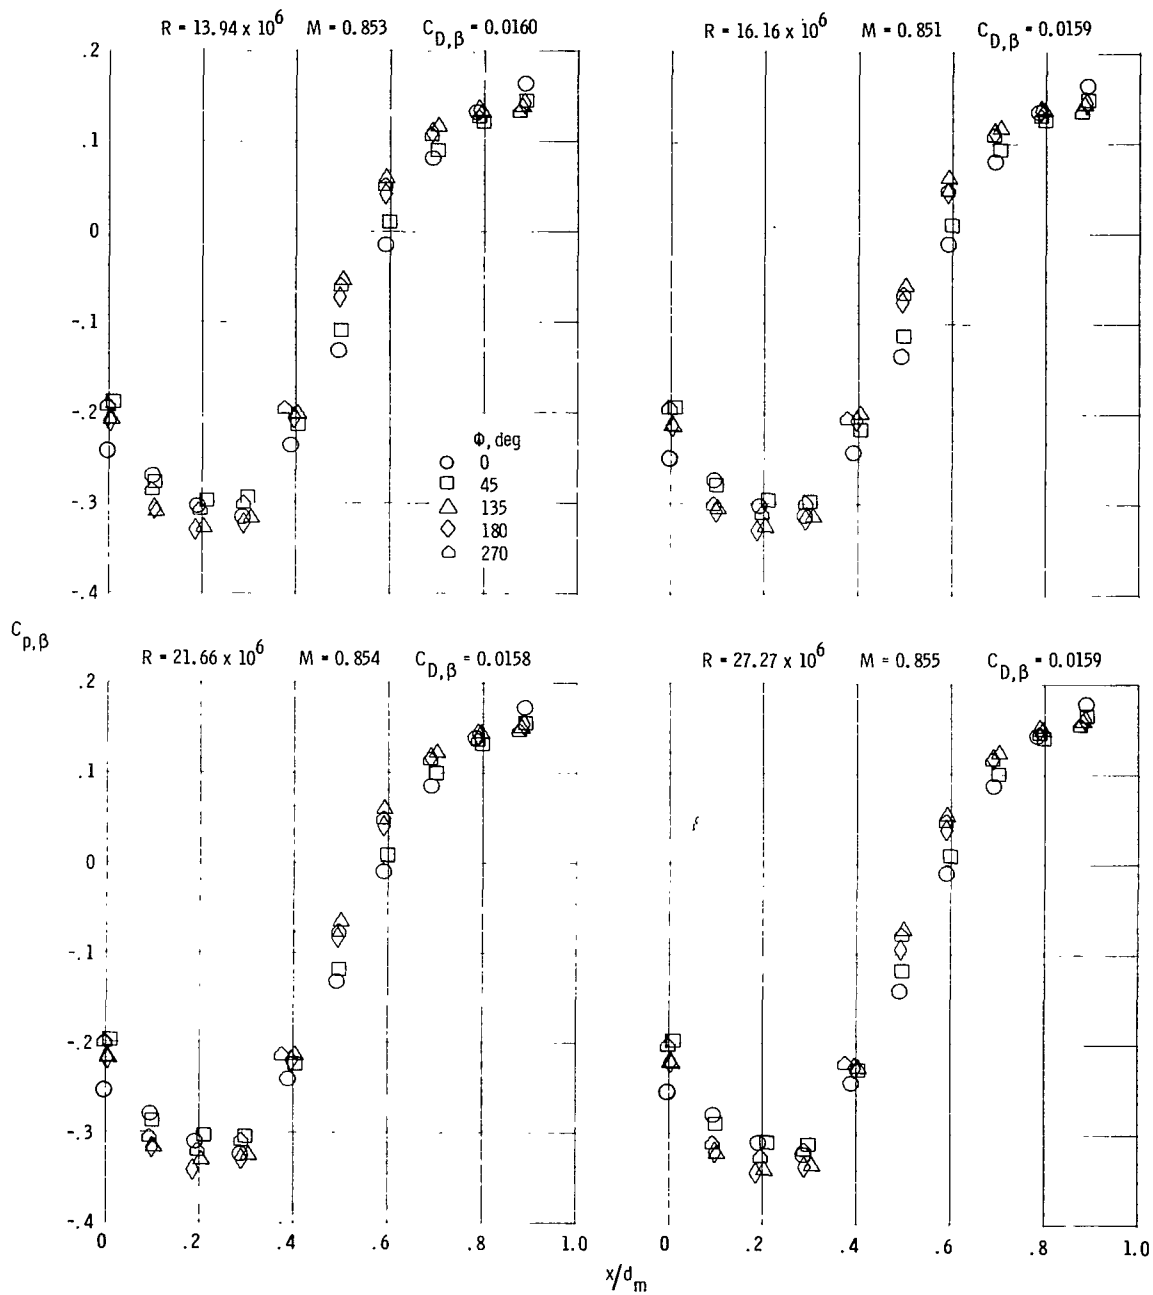 R = 13.94 x 10^6 M = 0.853 C_D,β = 0.0160
R = 16.16 x 10^6 M = 0.851 C_D,β = 0.0159
.2
.1
0
-.1
-.2
-.3
-.4
Φ, deg
0
45
135
180
270
C_p,β
R = 21.66 x 10^6 M = 0.854 C_D,β = 0.0158
R = 27.27 x 10^6 M = 0.855 C_D,β = 0.0159
.2
.1
0
-.1
-.2
-.3
-.4
0 .2 .4 .6 .8 1.0
0 .2 .4 .6 .8 1.0
x/d_m